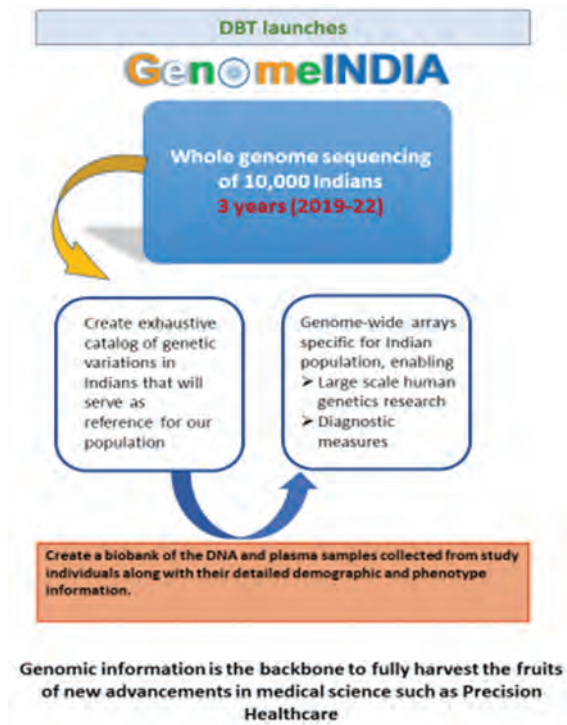 DBT launches
GenomeINDIA
Whole genome sequencing
of 10,000 Indians
3 years (2019-22)
Create exhaustive
catalog of genetic
variations in
Indians that will
serve as
reference for our
population
Genome-wide arrays
specific for Indian
population, enabling
➢ Large scale human
genetics research
➢ Diagnostic
measures
Create a biobank of the DNA and plasma samples collected from study
individuals along with their detailed demographic and phenotype
information.
Genomic information is the backbone to fully harvest the fruits
of new advancements in medical science such as Precision
Healthcare